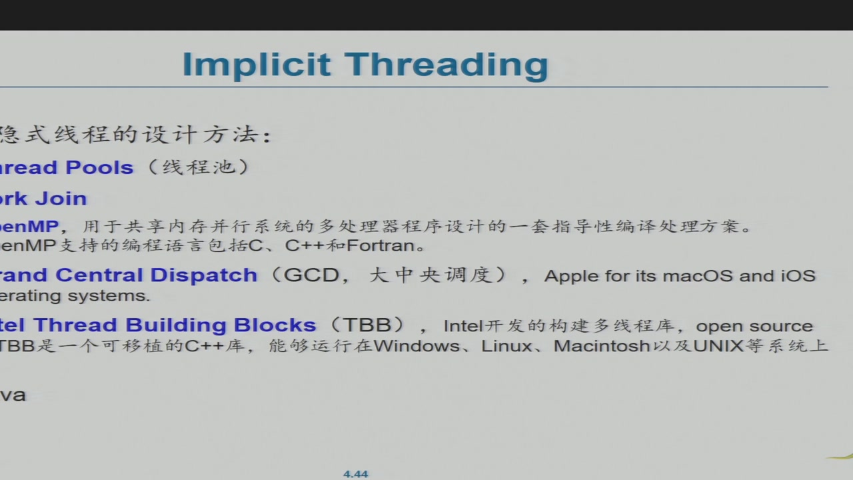 Implicit Threading
隐式线程的设计方法：
hread Pools（线程池）
ork Join
penMP，用于共享内存并行系统的多处理器程序设计的一套指导性编译处理方案。
penMP支持的编程语言包括C、C++和Fortran。
rand Central Dispatch（GCD，大中央调度），Apple for its macOS and iOS
erating systems.
tel Thread Building Blocks（TBB），Intel开发的构建多线程库，open source
TBB是一个可移植的C++库，能够运行在Windows、Linux、Macintosh以及UNIX等系统上
va
4.44